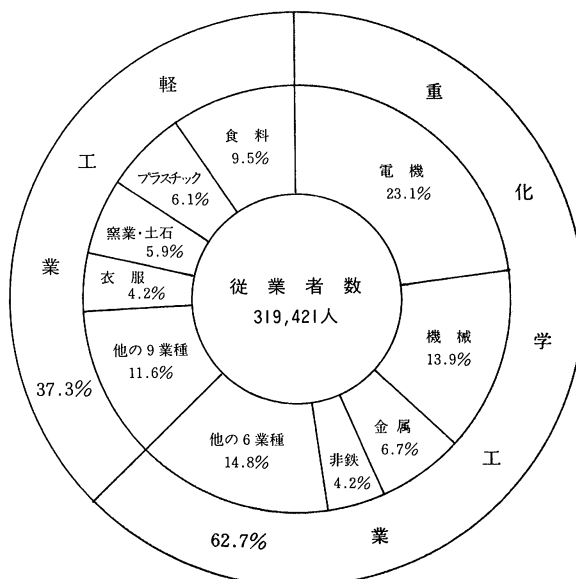 従業者数
319,421人
重化学工業
62.7%
電機
23.1%
機械
13.9%
金属
6.7%
非鉄
4.2%
他の6業種
14.8%
軽工業
37.3%
他の9業種
11.6%
衣服
4.2%
窯業・土石
5.9%
プラスチック
6.1%
食料
9.5%